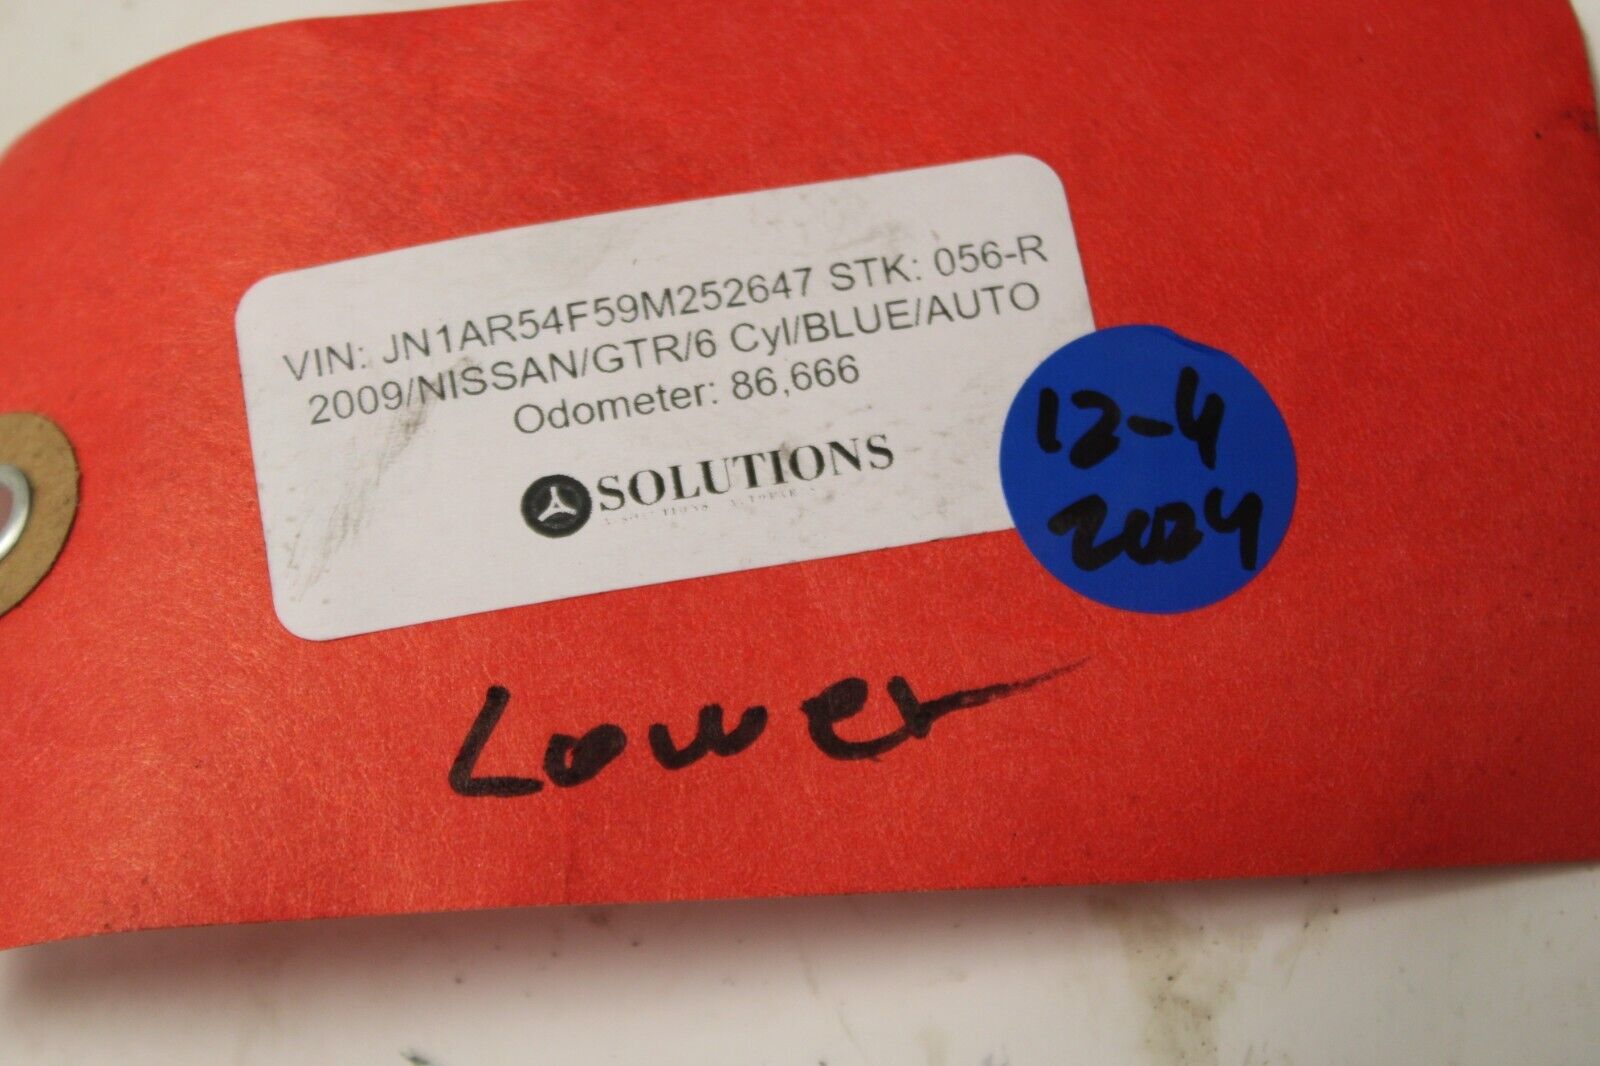 VIN: JN1AR54F59M252647 STK: 056-R
2009/NISSAN/GTR/6 Cyl/BLUE/AUTO
Odometer: 86,666
SOLUTIONS
12-4
2024
Lower